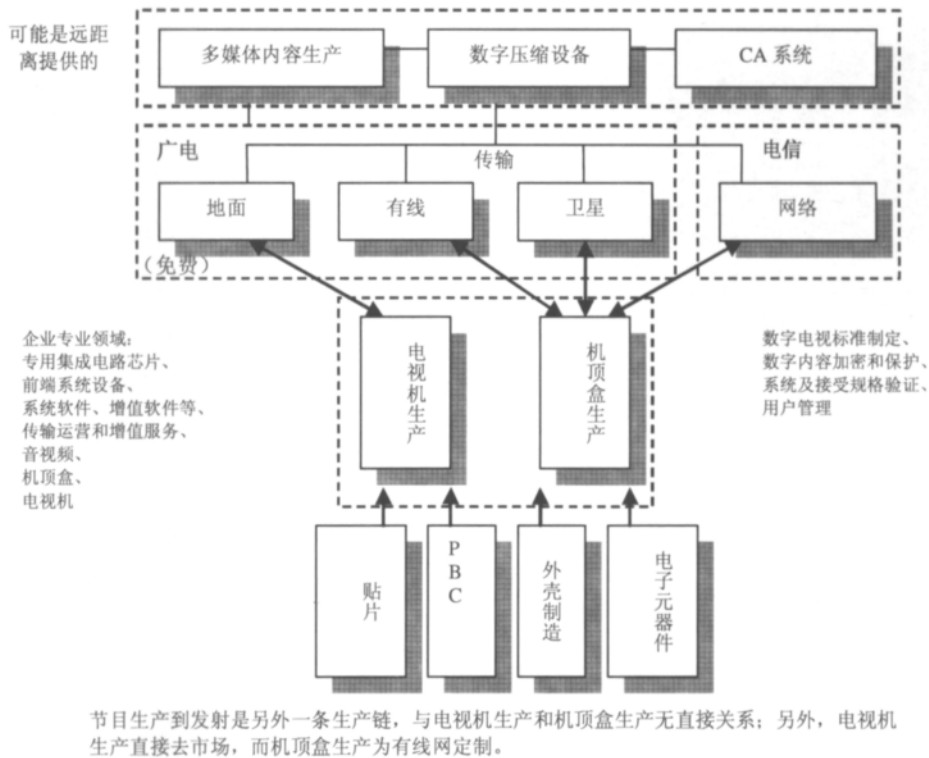 可能是远距
离提供的
多媒体内容生产
数字压缩设备
CA 系统
广电
传输
电信
地面
有线
卫星
网络
(免费)
企业专业领域:
专用集成电路芯片、
前端系统设备、
系统软件、增值软件等、
传输运营和增值服务、
音视频、
机顶盒、
电视机
电视机生产
机顶盒生产
数字电视标准制定、
数字内容加密和保护、
系统及接受规格验证、
用户管理
贴片
PBC
外壳制造
电子元器件
节目生产到发射是另外一条生产链，与电视机生产和机顶盒生产无直接关系；另外，电视机
生产直接去市场，而机顶盒生产为有线网定制。